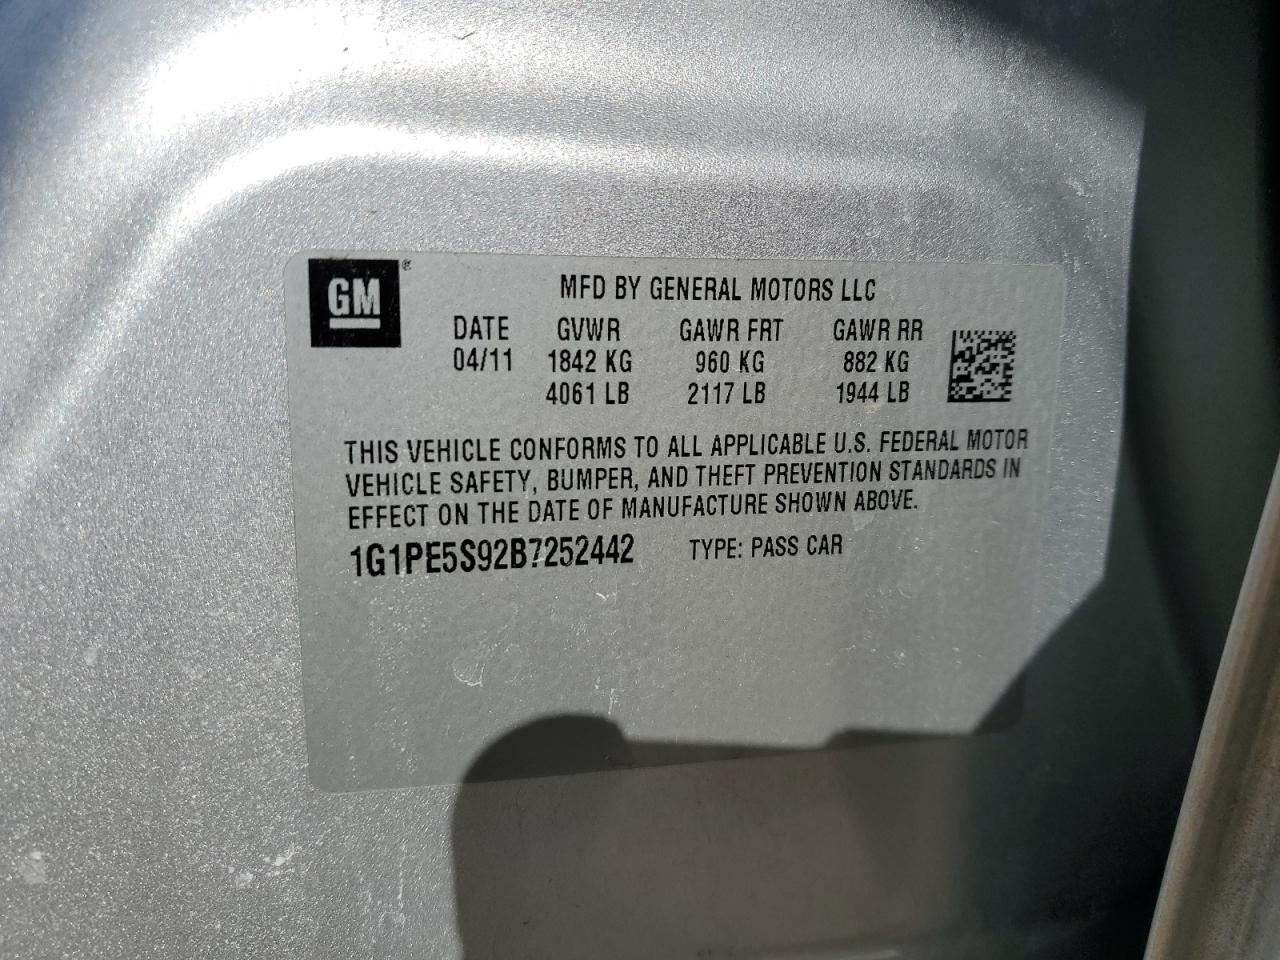 GM®
MFD BY GENERAL MOTORS LLC
DATE GVWR GAWR FRT GAWR RR
04/11 1842 KG 960 KG 882 KG
4061 LB 2117 LB 1944 LB
THIS VEHICLE CONFORMS TO ALL APPLICABLE U.S. FEDERAL MOTOR
VEHICLE SAFETY, BUMPER, AND THEFT PREVENTION STANDARDS IN
EFFECT ON THE DATE OF MANUFACTURE SHOWN ABOVE.
1G1PE5S92B7252442 TYPE: PASS CAR